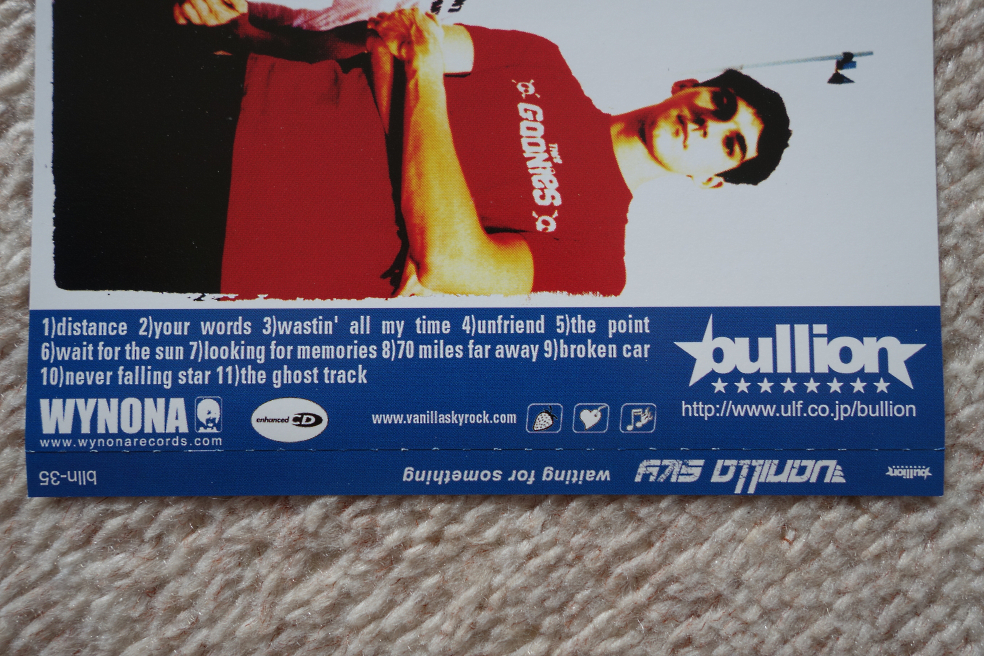 THE
GOONIES
1)distance 2)your words 3)wastin' all my time 4)unfriend 5)the point
6)wait for the sun 7)looking for memories 8)70 miles far away 9)broken car
10)never falling star 11)the ghost track
bullion
http://www.ulf.co.jp/bullion
WYNONA
www.wynonarecords.com
enhanced CD
www.vanillaskyrock.com
bullion vanilla sky waiting for something blln-35